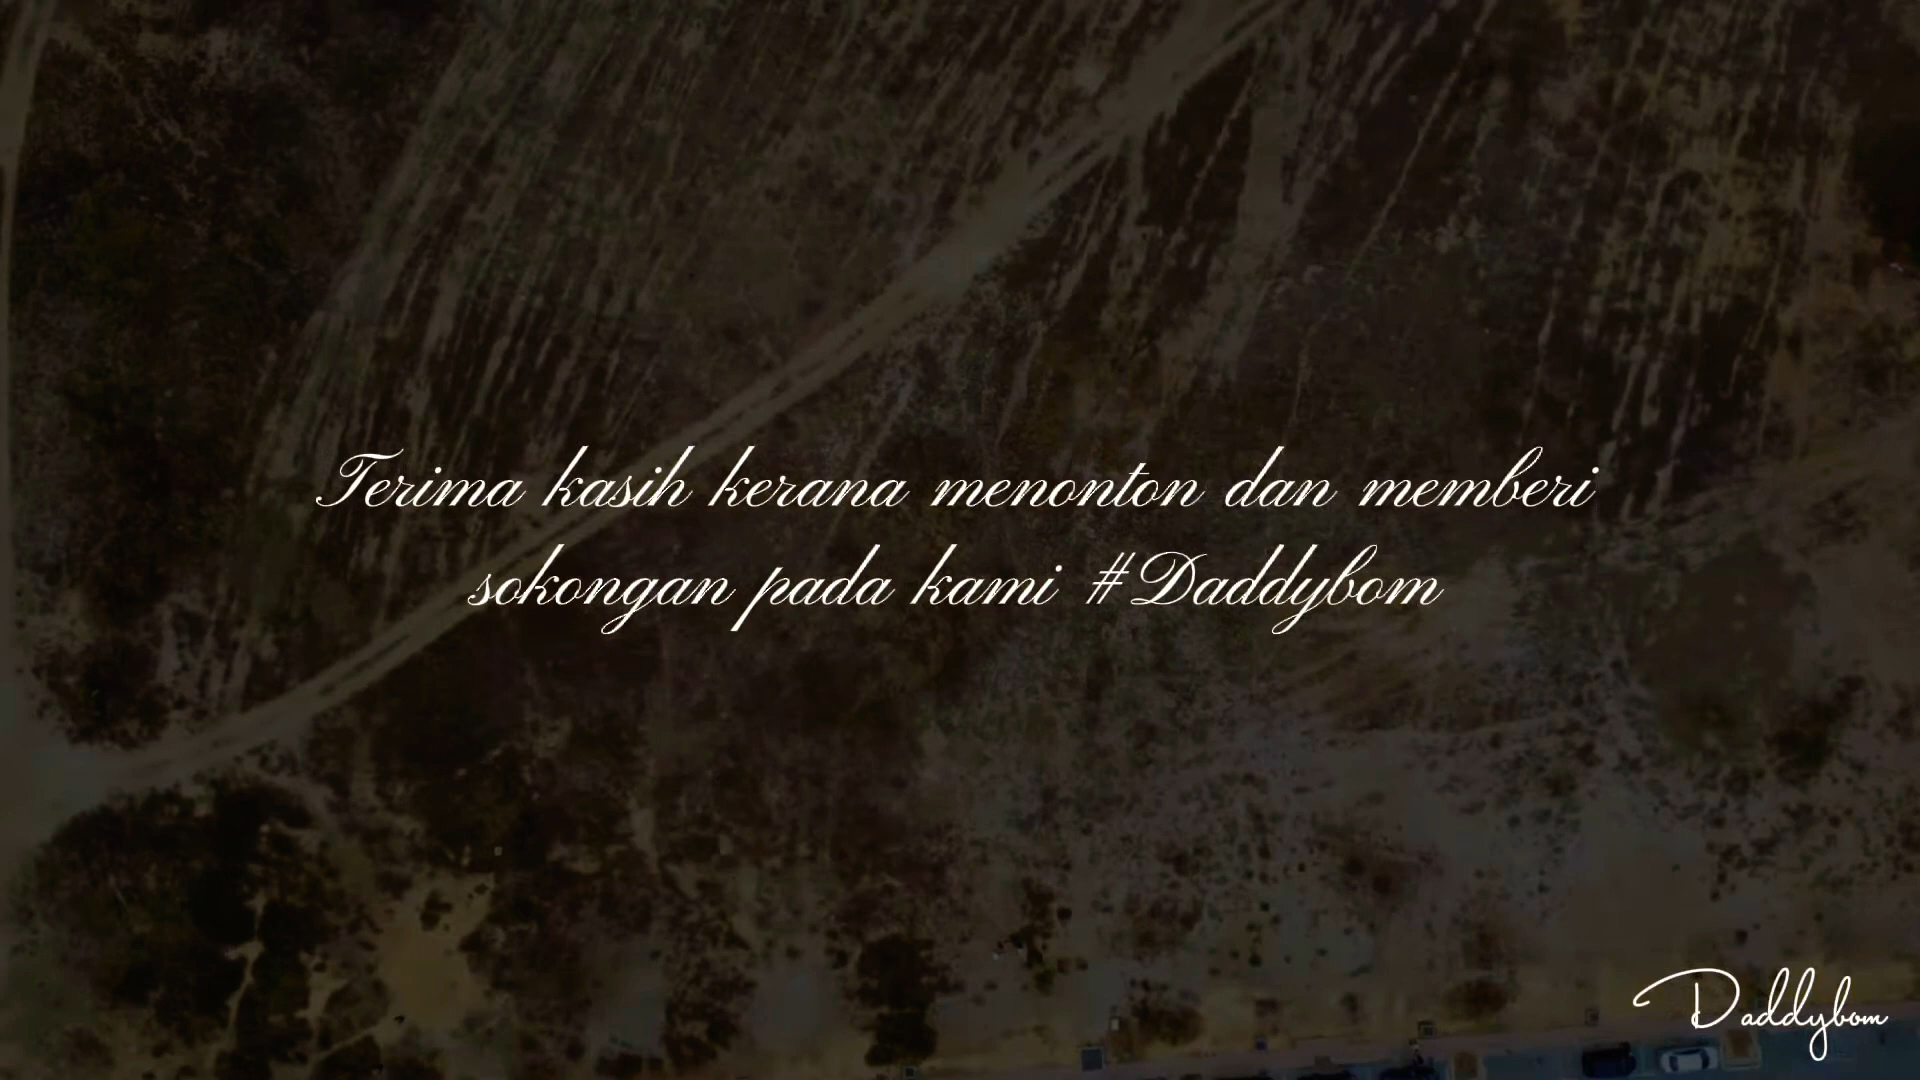 Terima kasih kerana menonton dan memberi
sokongan pada kami #Daddybom
Daddybom